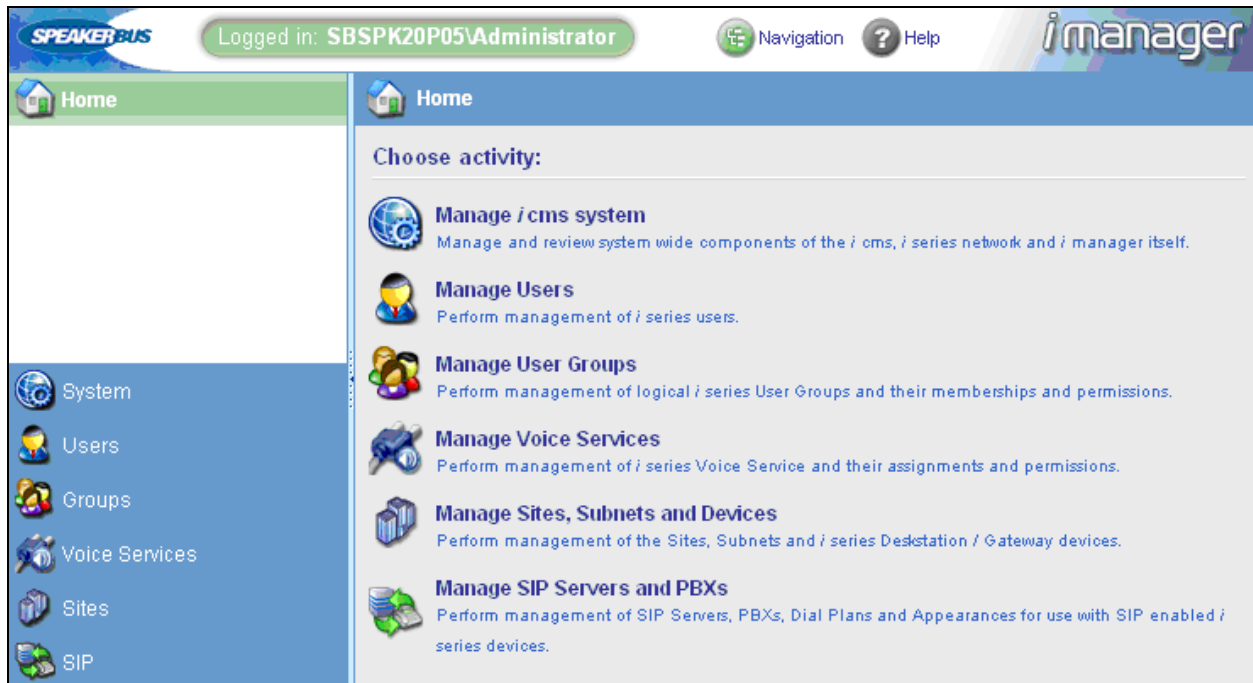 SPEAKERBUS
Logged in: SBSPK20P05\Administrator
Navigation
Help
i manager
Home
Home
Choose activity:
Manage i cms system
Manage and review system wide components of the i cms, i series network and i manager itself.
Manage Users
Perform management of i series users.
Manage User Groups
Perform management of logical i series User Groups and their memberships and permissions.
Manage Voice Services
Perform management of i series Voice Service and their assignments and permissions.
Manage Sites, Subnets and Devices
Perform management of the Sites, Subnets and i series Deskstation / Gateway devices.
Manage SIP Servers and PBXs
Perform management of SIP Servers, PBXs, Dial Plans and Appearances for use with SIP enabled i
series devices.
System
Users
Groups
Voice Services
Sites
SIP